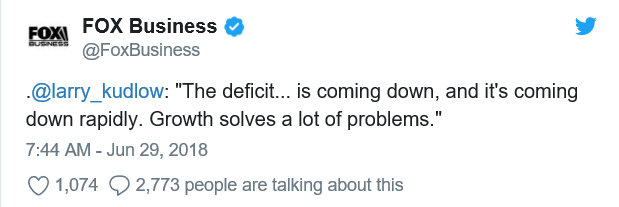 FOX Business
@FoxBusiness
FOX
BUSINESS
.@larry_kudlow: "The deficit... is coming down, and it's coming
down rapidly. Growth solves a lot of problems."
7:44 AM - Jun 29, 2018
1,074 2,773 people are talking about this